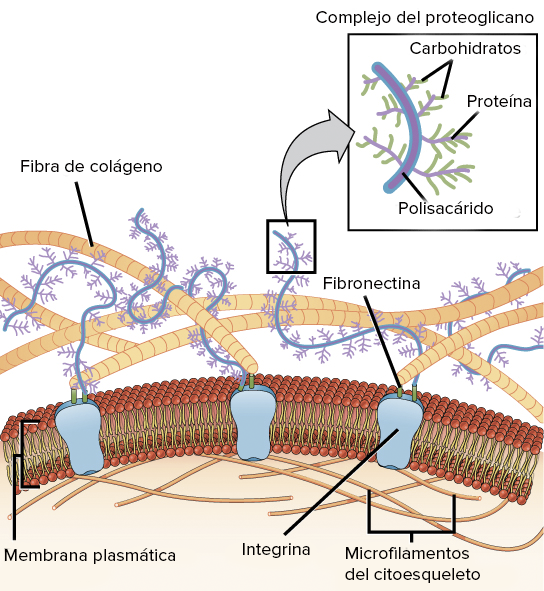 Complejo del proteoglicano
Carbohidratos
Proteína
Polisacárido
Fibra de colágeno
Fibronectina
Membrana plasmática
Integrina
Microfilamentos
del citoesqueleto